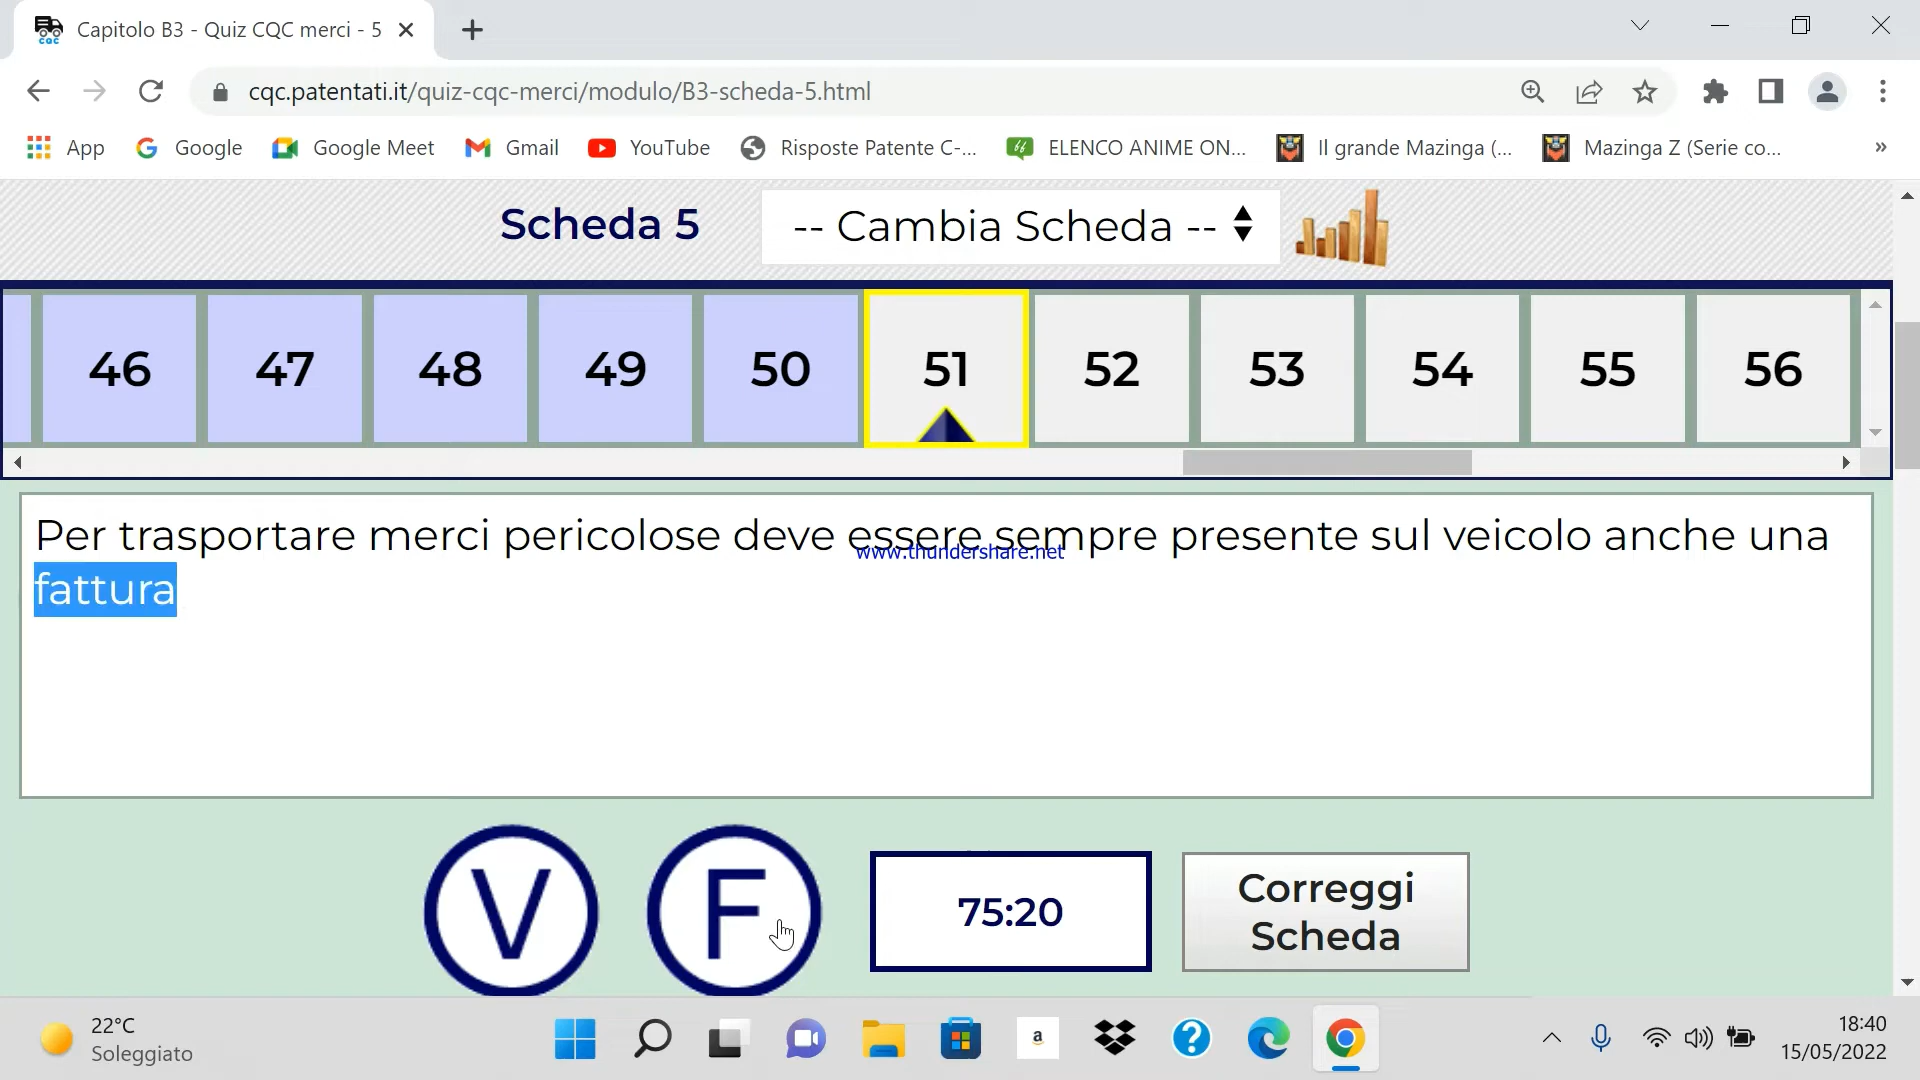 Capitolo B3 - Quiz CQC merci - 5
cqc.patentati.it/quiz-cqc-merci/modulo/B3-scheda-5.html
App
Google
Google Meet
Gmail
YouTube
Risposte Patente C-...
ELENCO ANIME ON...
Il grande Mazinga (...
Mazinga Z (Serie co...
»
Scheda 5
-- Cambia Scheda --
46 47 48 49 50 51 52 53 54 55 56
Per trasportare merci pericolose deve essere sempre presente sul veicolo anche una
www.thundershare.net
fattura
V F
75:20
Correggi
Scheda
22°C
Soleggiato
18:40
15/05/2022